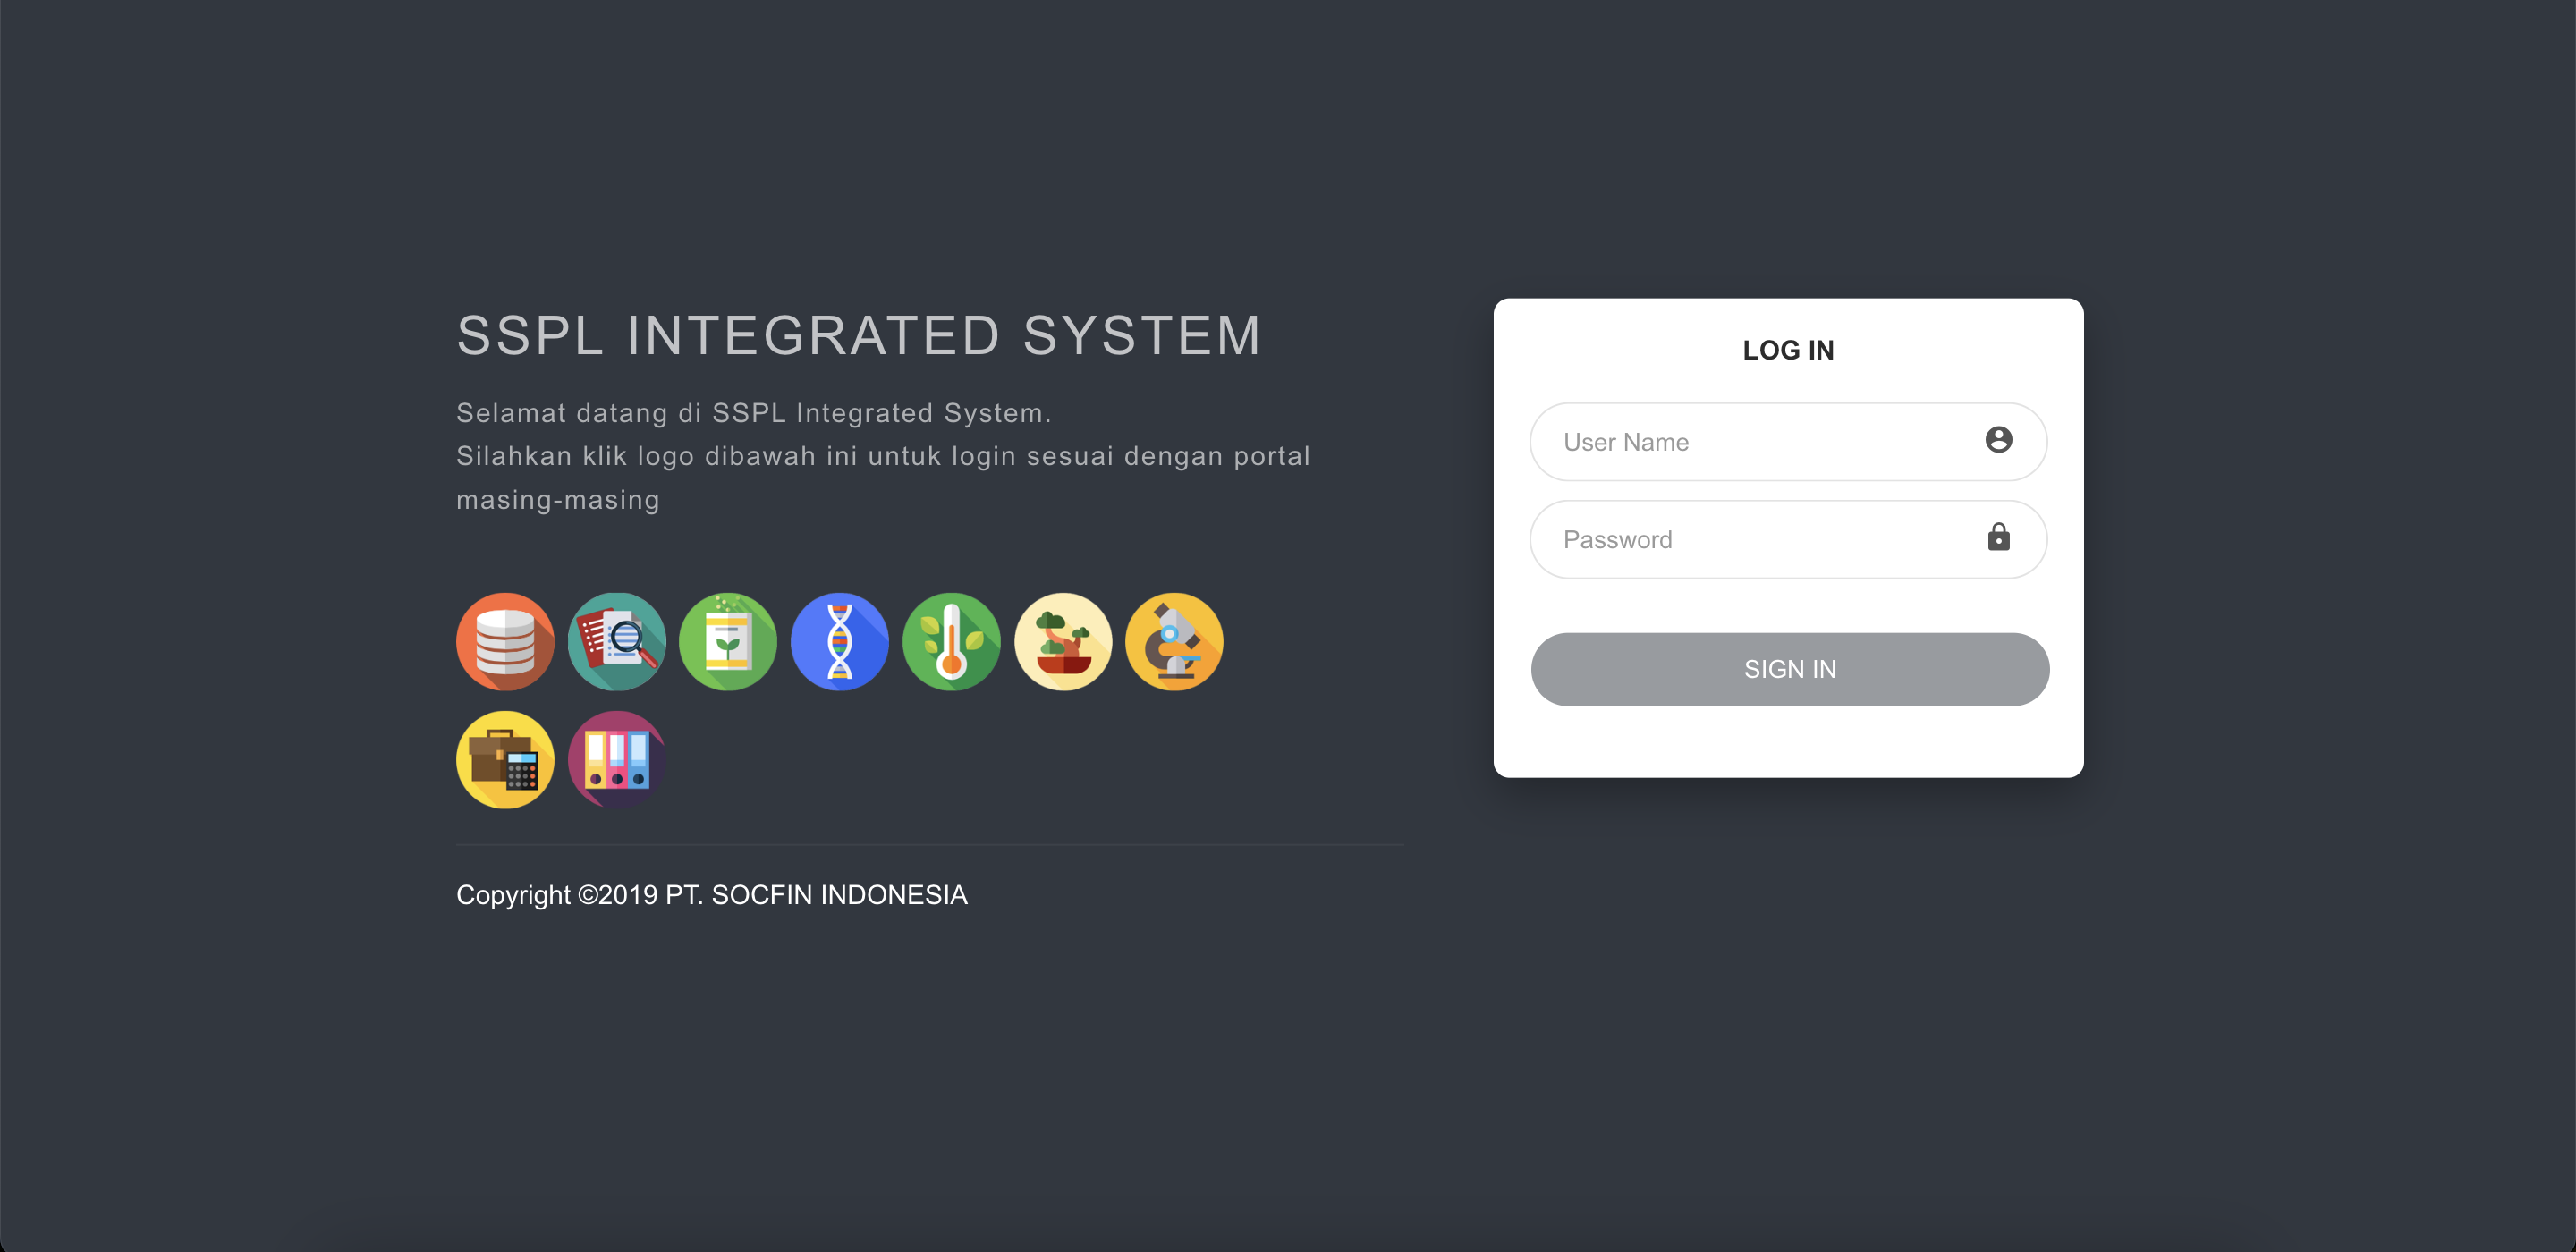 SSPL INTEGRATED SYSTEM
Selamat datang di SSPL Integrated System.
Silahkan klik logo dibawah ini untuk login sesuai dengan portal
masing-masing
Copyright ©2019 PT. SOCFIN INDONESIA
LOG IN
User Name
Password
SIGN IN